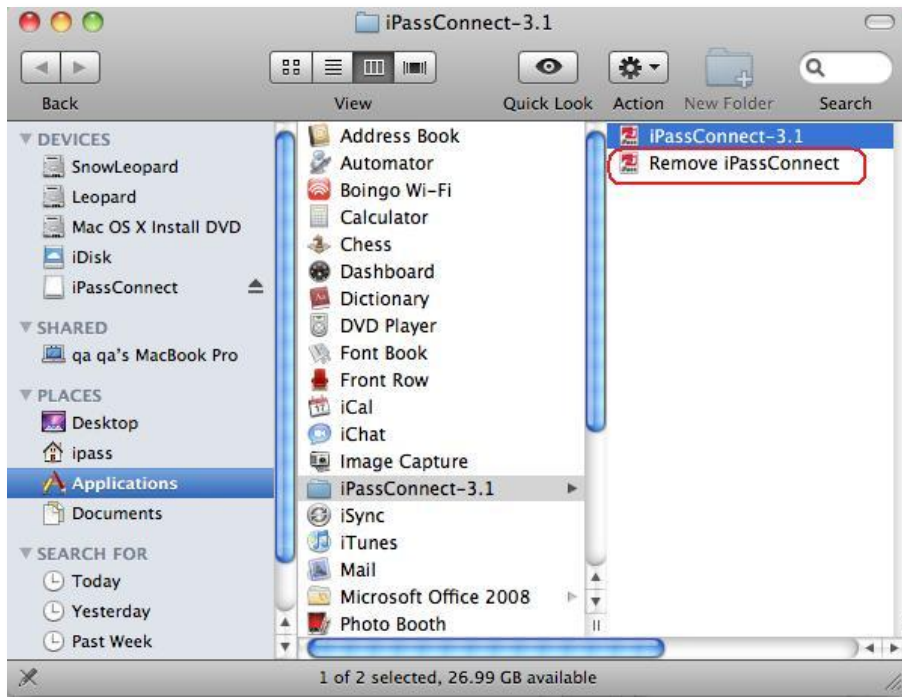 iPassConnect-3.1
Back
View
Quick Look
Action
New Folder
Search
DEVICES
SnowLeopard
Leopard
Mac OS X Install DVD
iDisk
iPassConnect
SHARED
qa qa's MacBook Pro
PLACES
Desktop
ipass
Applications
Documents
SEARCH FOR
Today
Yesterday
Past Week
Address Book
Automator
Boingo Wi-Fi
Calculator
Chess
Dashboard
Dictionary
DVD Player
Font Book
Front Row
iCal
iChat
Image Capture
iPassConnect-3.1
iSync
iTunes
Mail
Microsoft Office 2008
Photo Booth
iPassConnect-3.1
Remove iPassConnect
1 of 2 selected, 26.99 GB available